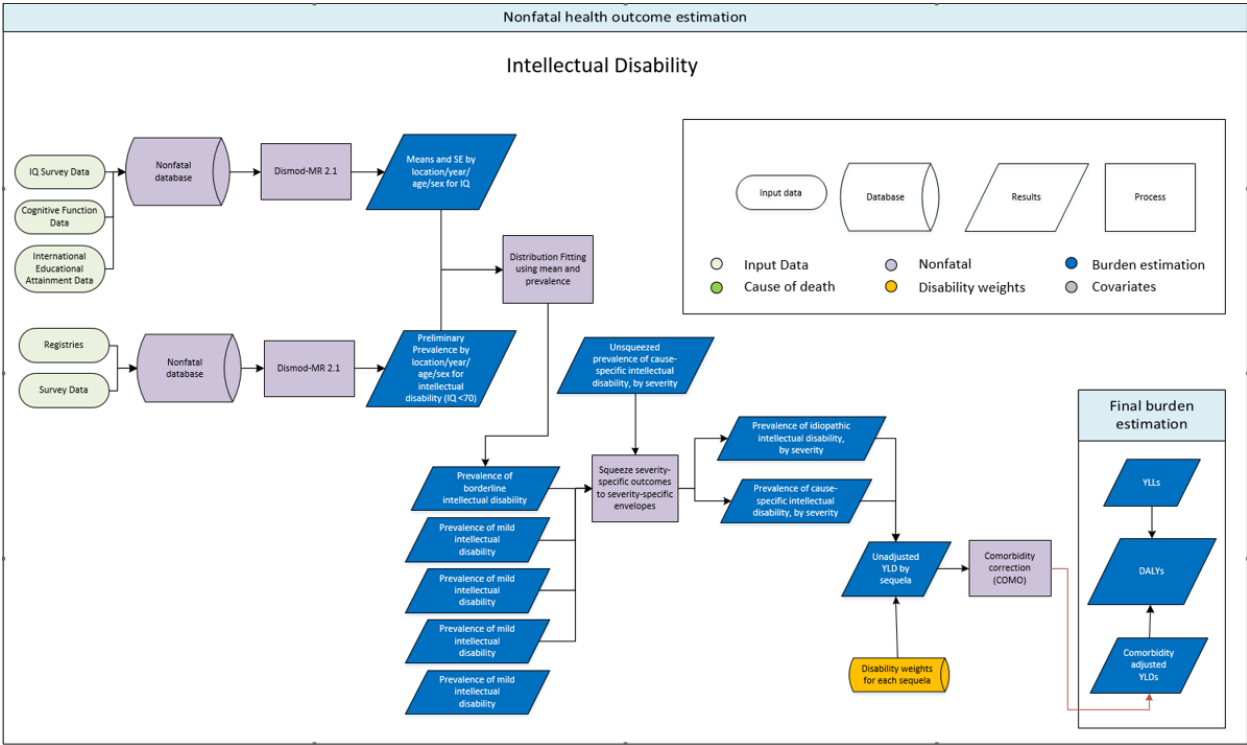 Nonfatal health outcome estimation
Intellectual Disability
IQ Survey Data
Cognitive Function
Data
International
Educational
Attainment Data
Nonfatal
database
Dismod-MR 2.1
Means and SE by
location/year/
age/sex for IQ
Distribution Fitting
using mean and
prevalence
Input data
Database
Results
Process
Input Data
Nonfatal
Burden estimation
Cause of death
Disability weights
Covariates
Registries
Survey Data
Nonfatal
database
Dismod-MR 2.1
Preliminary
Prevalence by
location/year/
age/sex for
intellectual
disability (IQ <70)
Unsqueezed
prevalence of cause-
specific intellectual
disability, by severity
Prevalence of
borderline
intellectual disability
Prevalence of mild
intellectual
disability
Prevalence of mild
intellectual
disability
Prevalence of mild
intellectual
disability
Prevalence of mild
intellectual
disability
Squeeze severity-
specific outcomes
to severity-specific
envelopes
Prevalence of idiopathic
intellectual disability,
by severity
Prevalence of cause-
specific intellectual
disability, by severity
Unadjusted
YLD by
sequela
Disability weights
for each sequela
Comorbidity
correction
(COMO)
Final burden
estimation
YLLs
DALYs
Comorbidity
adjusted
YLDs